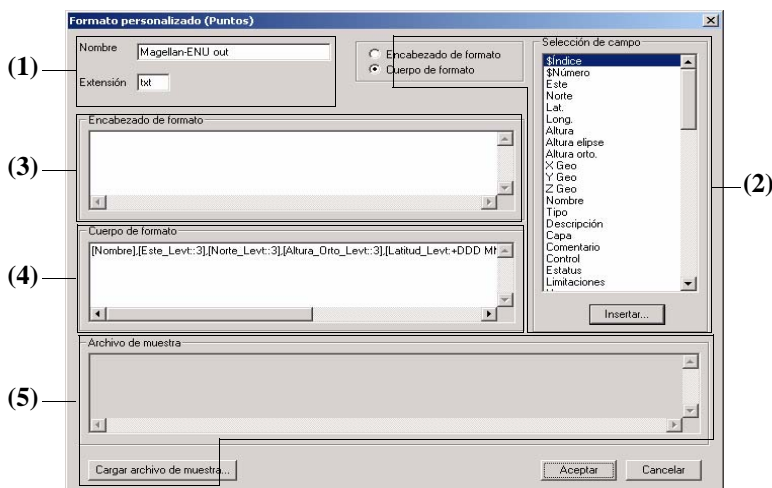 Formato personalizado (Puntos)
Nombre
Magellan-ENU out
Extensión
txt
(1)
Encabezado de formato
Cuerpo de formato
Selección de campo
$Índice
$Número
Este
Norte
Lat.
Long.
Altura
Altura elipse
Altura orto.
X Geo
Y Geo
Z Geo
Nombre
Tipo
Descripción
Capa
Comentario
Control
Estatus
Limitaciones
Insertar...
(2)
Encabezado de formato
(3)
Cuerpo de formato
[Nombre],[Este_Levt::3],[Norte_Levt::3],[Altura_Orto_Levt::3],[Latitud_Levt:+DDD
(4)
Archivo de muestra
(5)
Cargar archivo de muestra...
Aceptar
Cancelar